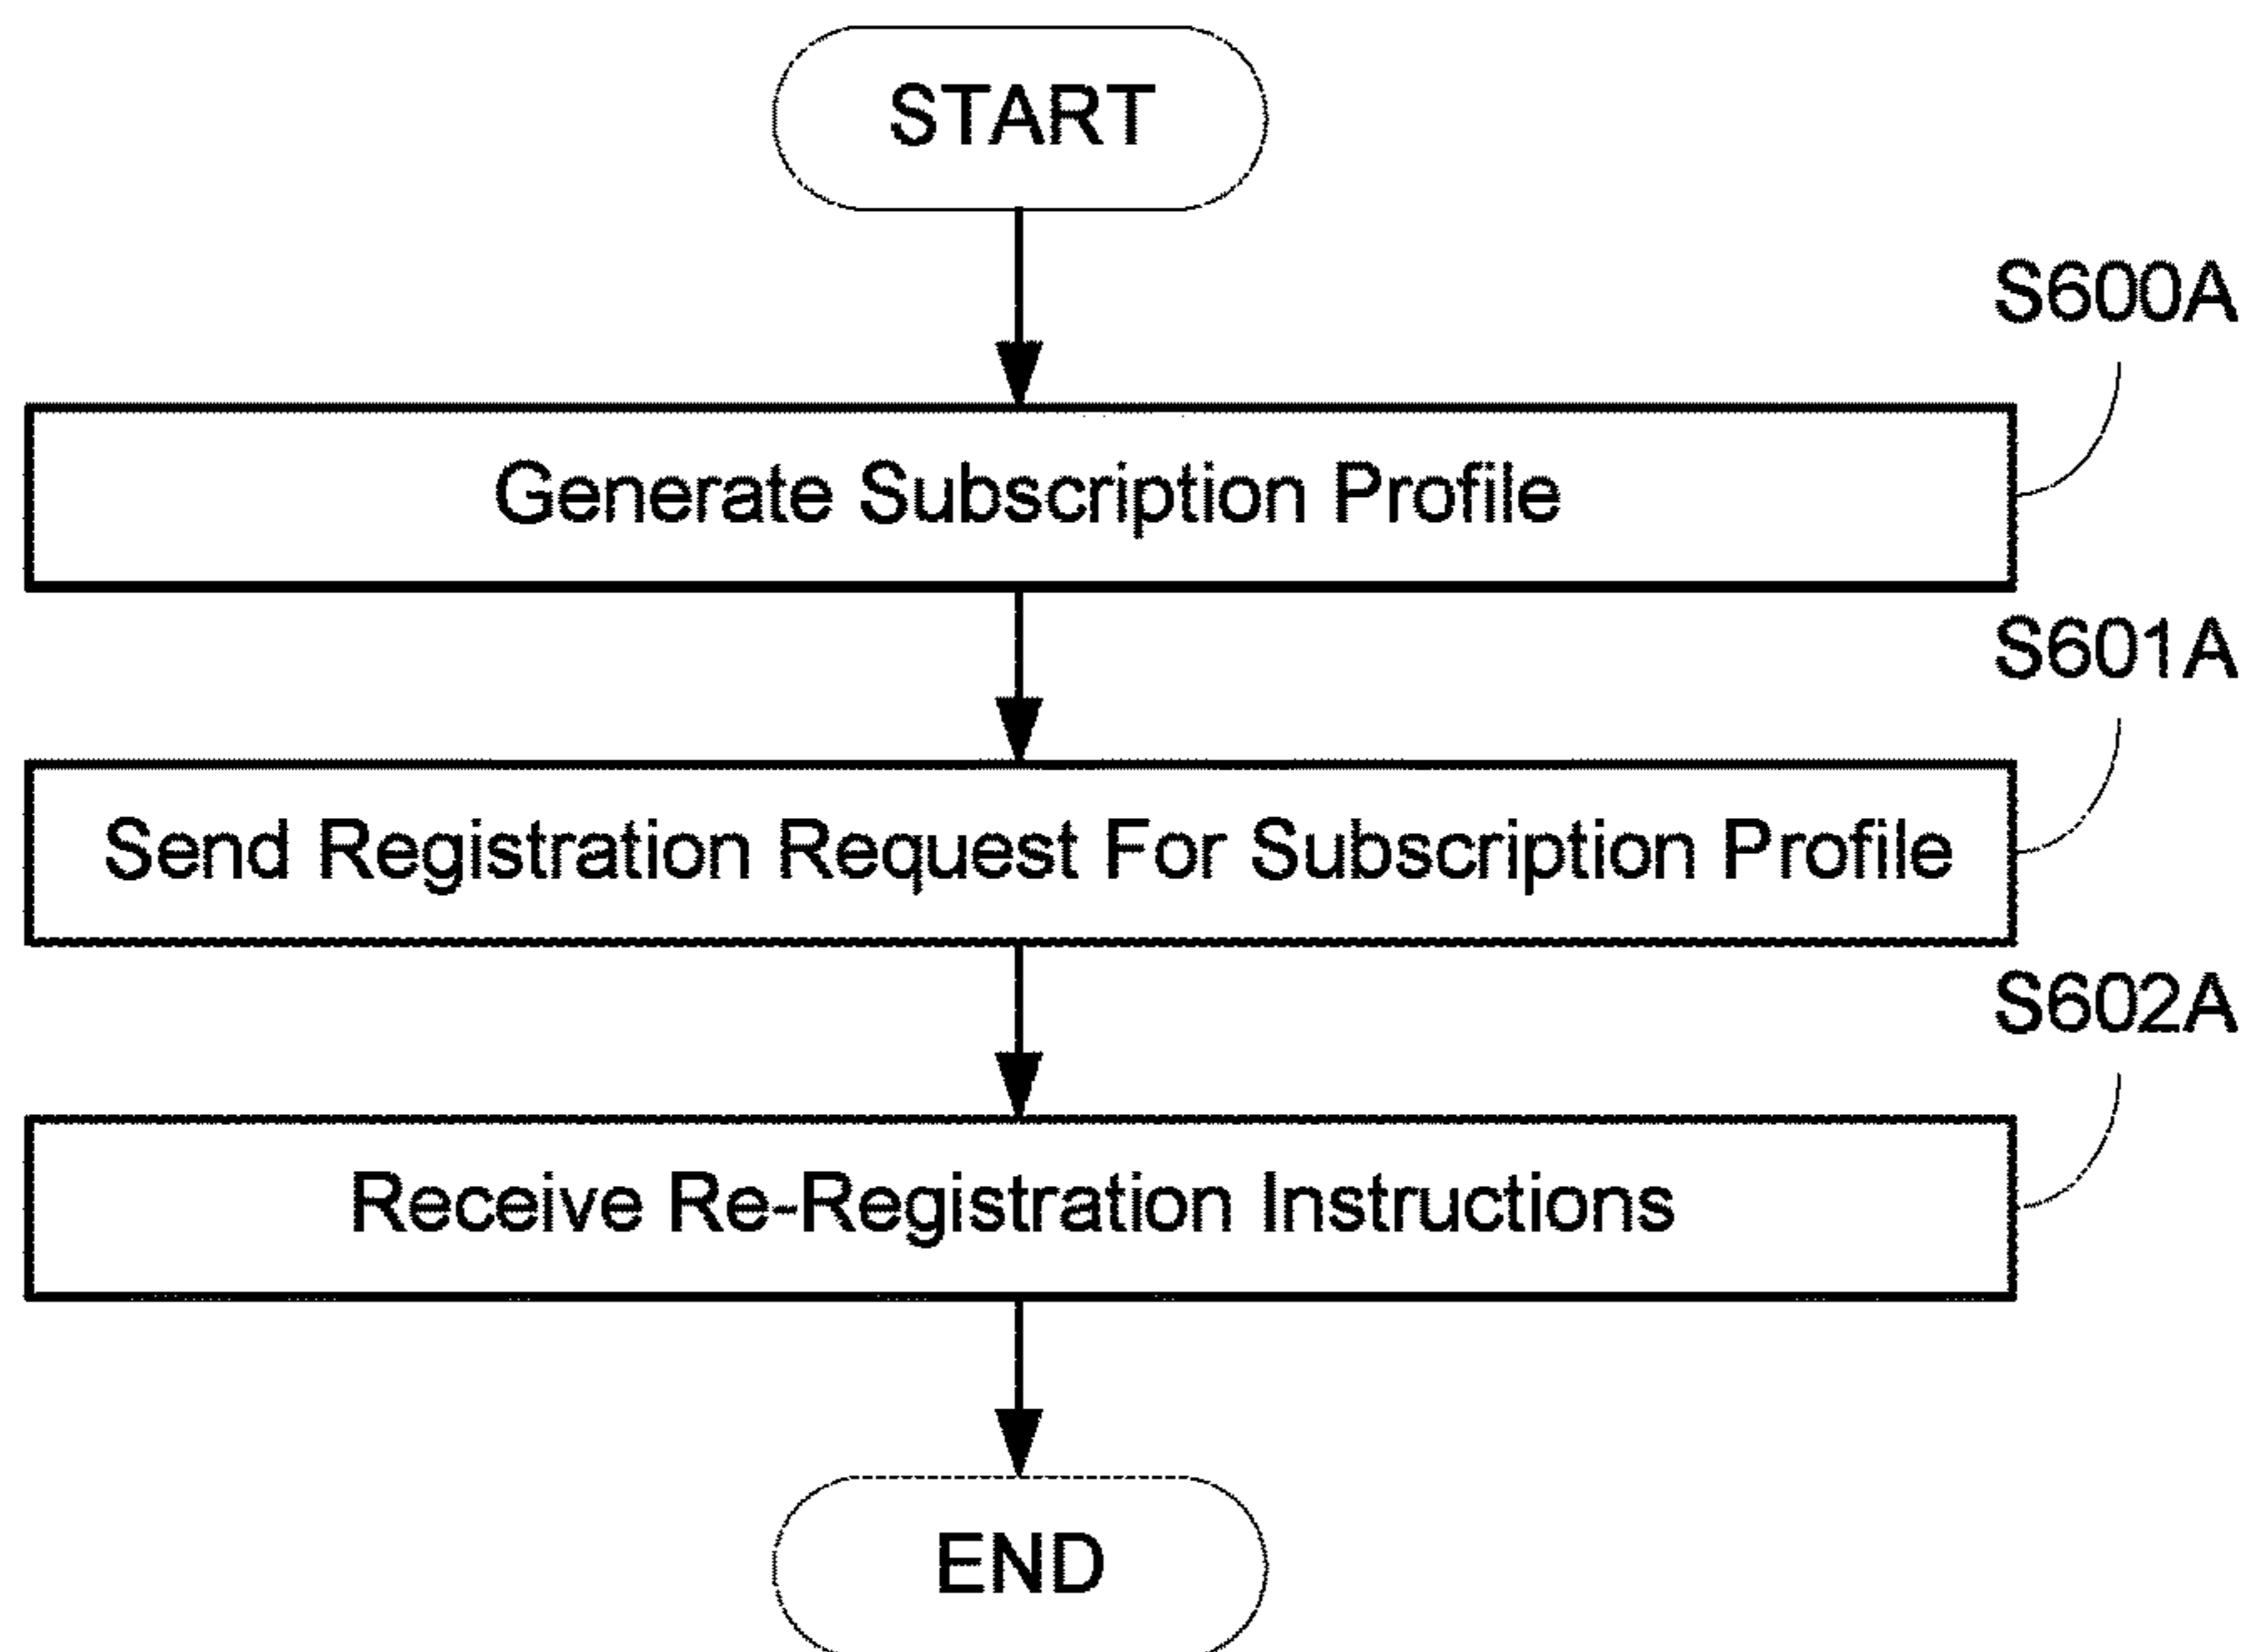 START
S600A
Generate Subscription Profile
S601A
Send Registration Request For Subscription Profile
S602A
Receive Re-Registration Instructions
END